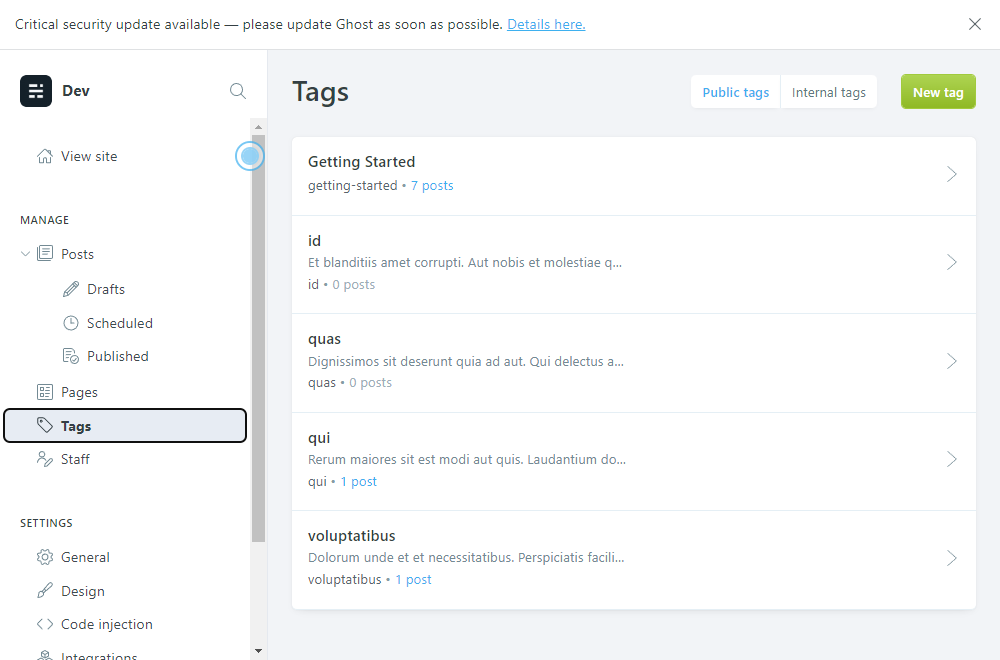 Critical security update available — please update Ghost as soon as possible. Details here.
Dev
View site
MANAGE
Posts
Drafts
Scheduled
Published
Pages
Tags
Staff
SETTINGS
General
Design
Code injection
Integrations
Tags
Public tags
Internal tags
New tag
Getting Started
getting-started • 7 posts
id
Et blanditiis amet corrupti. Aut nobis et molestiae q...
id • 0 posts
quas
Dignissimos sit deserunt quia ad aut. Qui delectus a...
quas • 0 posts
qui
Rerum maiores sit est modi aut quis. Laudantium do...
qui • 1 post
voluptatibus
Dolorum unde et et necessitatibus. Perspiciatis facili...
voluptatibus • 1 post